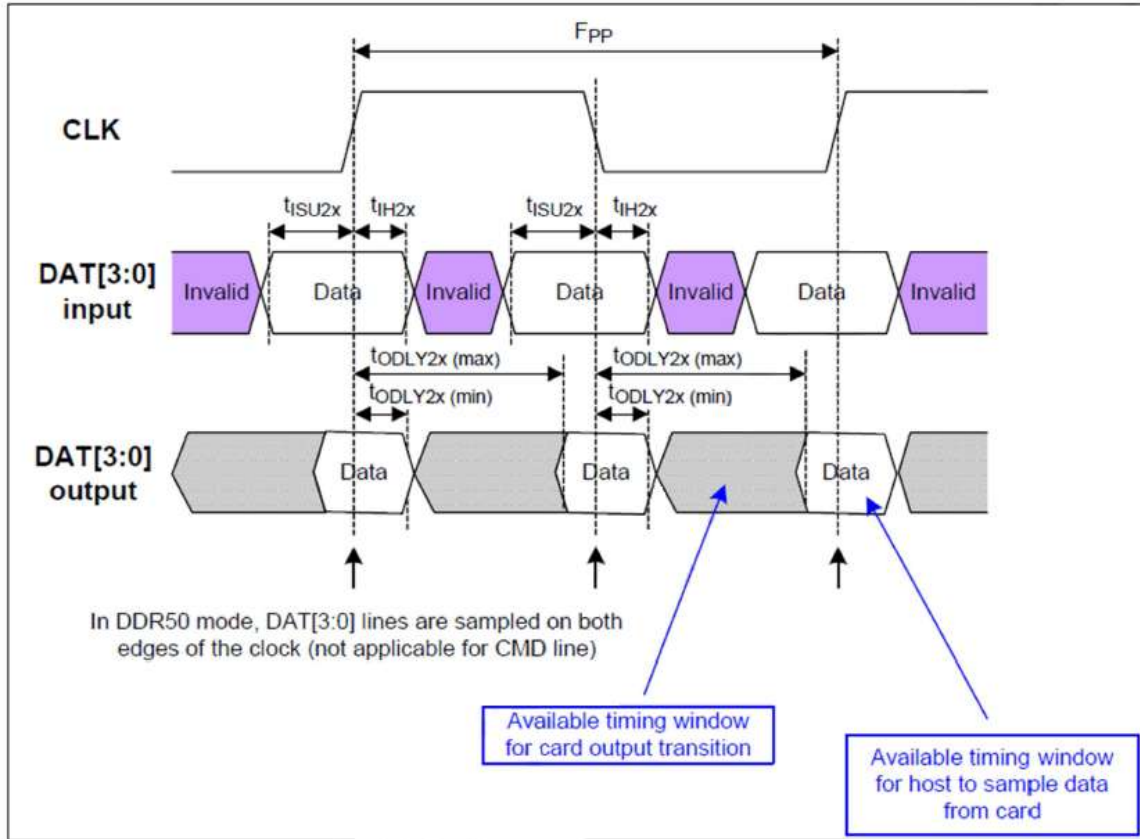 FPP
CLK
tISU2x
tIH2x
tISU2x
tIH2x
DAT[3:0]
input
Invalid
Data
Invalid
Data
Invalid
Data
Invalid
tODLY2x (max)
tODLY2x (max)
tODLY2x (min)
tODLY2x (min)
DAT[3:0]
output
Data
Data
Data
In DDR50 mode, DAT[3:0] lines are sampled on both
edges of the clock (not applicable for CMD line)
Available timing window
for card output transition
Available timing window
for host to sample data
from card